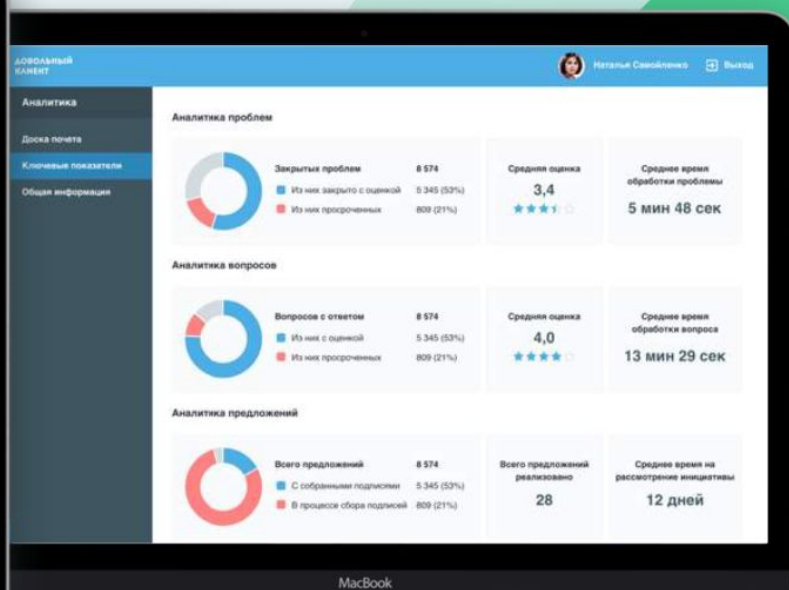 ДОВОЛЬНЫЙ
КЛИЕНТ
Наталья Самойленко
Выход
Аналитика
Доска почета
Ключевые показатели
Общая информация
Аналитика проблем
Закрытых проблем 8 574
Из них закрыто с оценкой 5 345 (53%)
Из них просроченных 809 (21%)
Средняя оценка
3,4
Среднее время
обработки проблемы
5 мин 48 сек
Аналитика вопросов
Вопросов с ответом 8 574
Из них с оценкой 5 345 (53%)
Из них просроченных 809 (21%)
Средняя оценка
4,0
Среднее время
обработки вопроса
13 мин 29 сек
Аналитика предложений
Всего предложений 8 574
С собранными подписями 5 345 (53%)
В процессе сбора подписей 809 (21%)
Всего предложений
реализовано
28
Среднее время на
рассмотрение инициативы
12 дней
MacBook